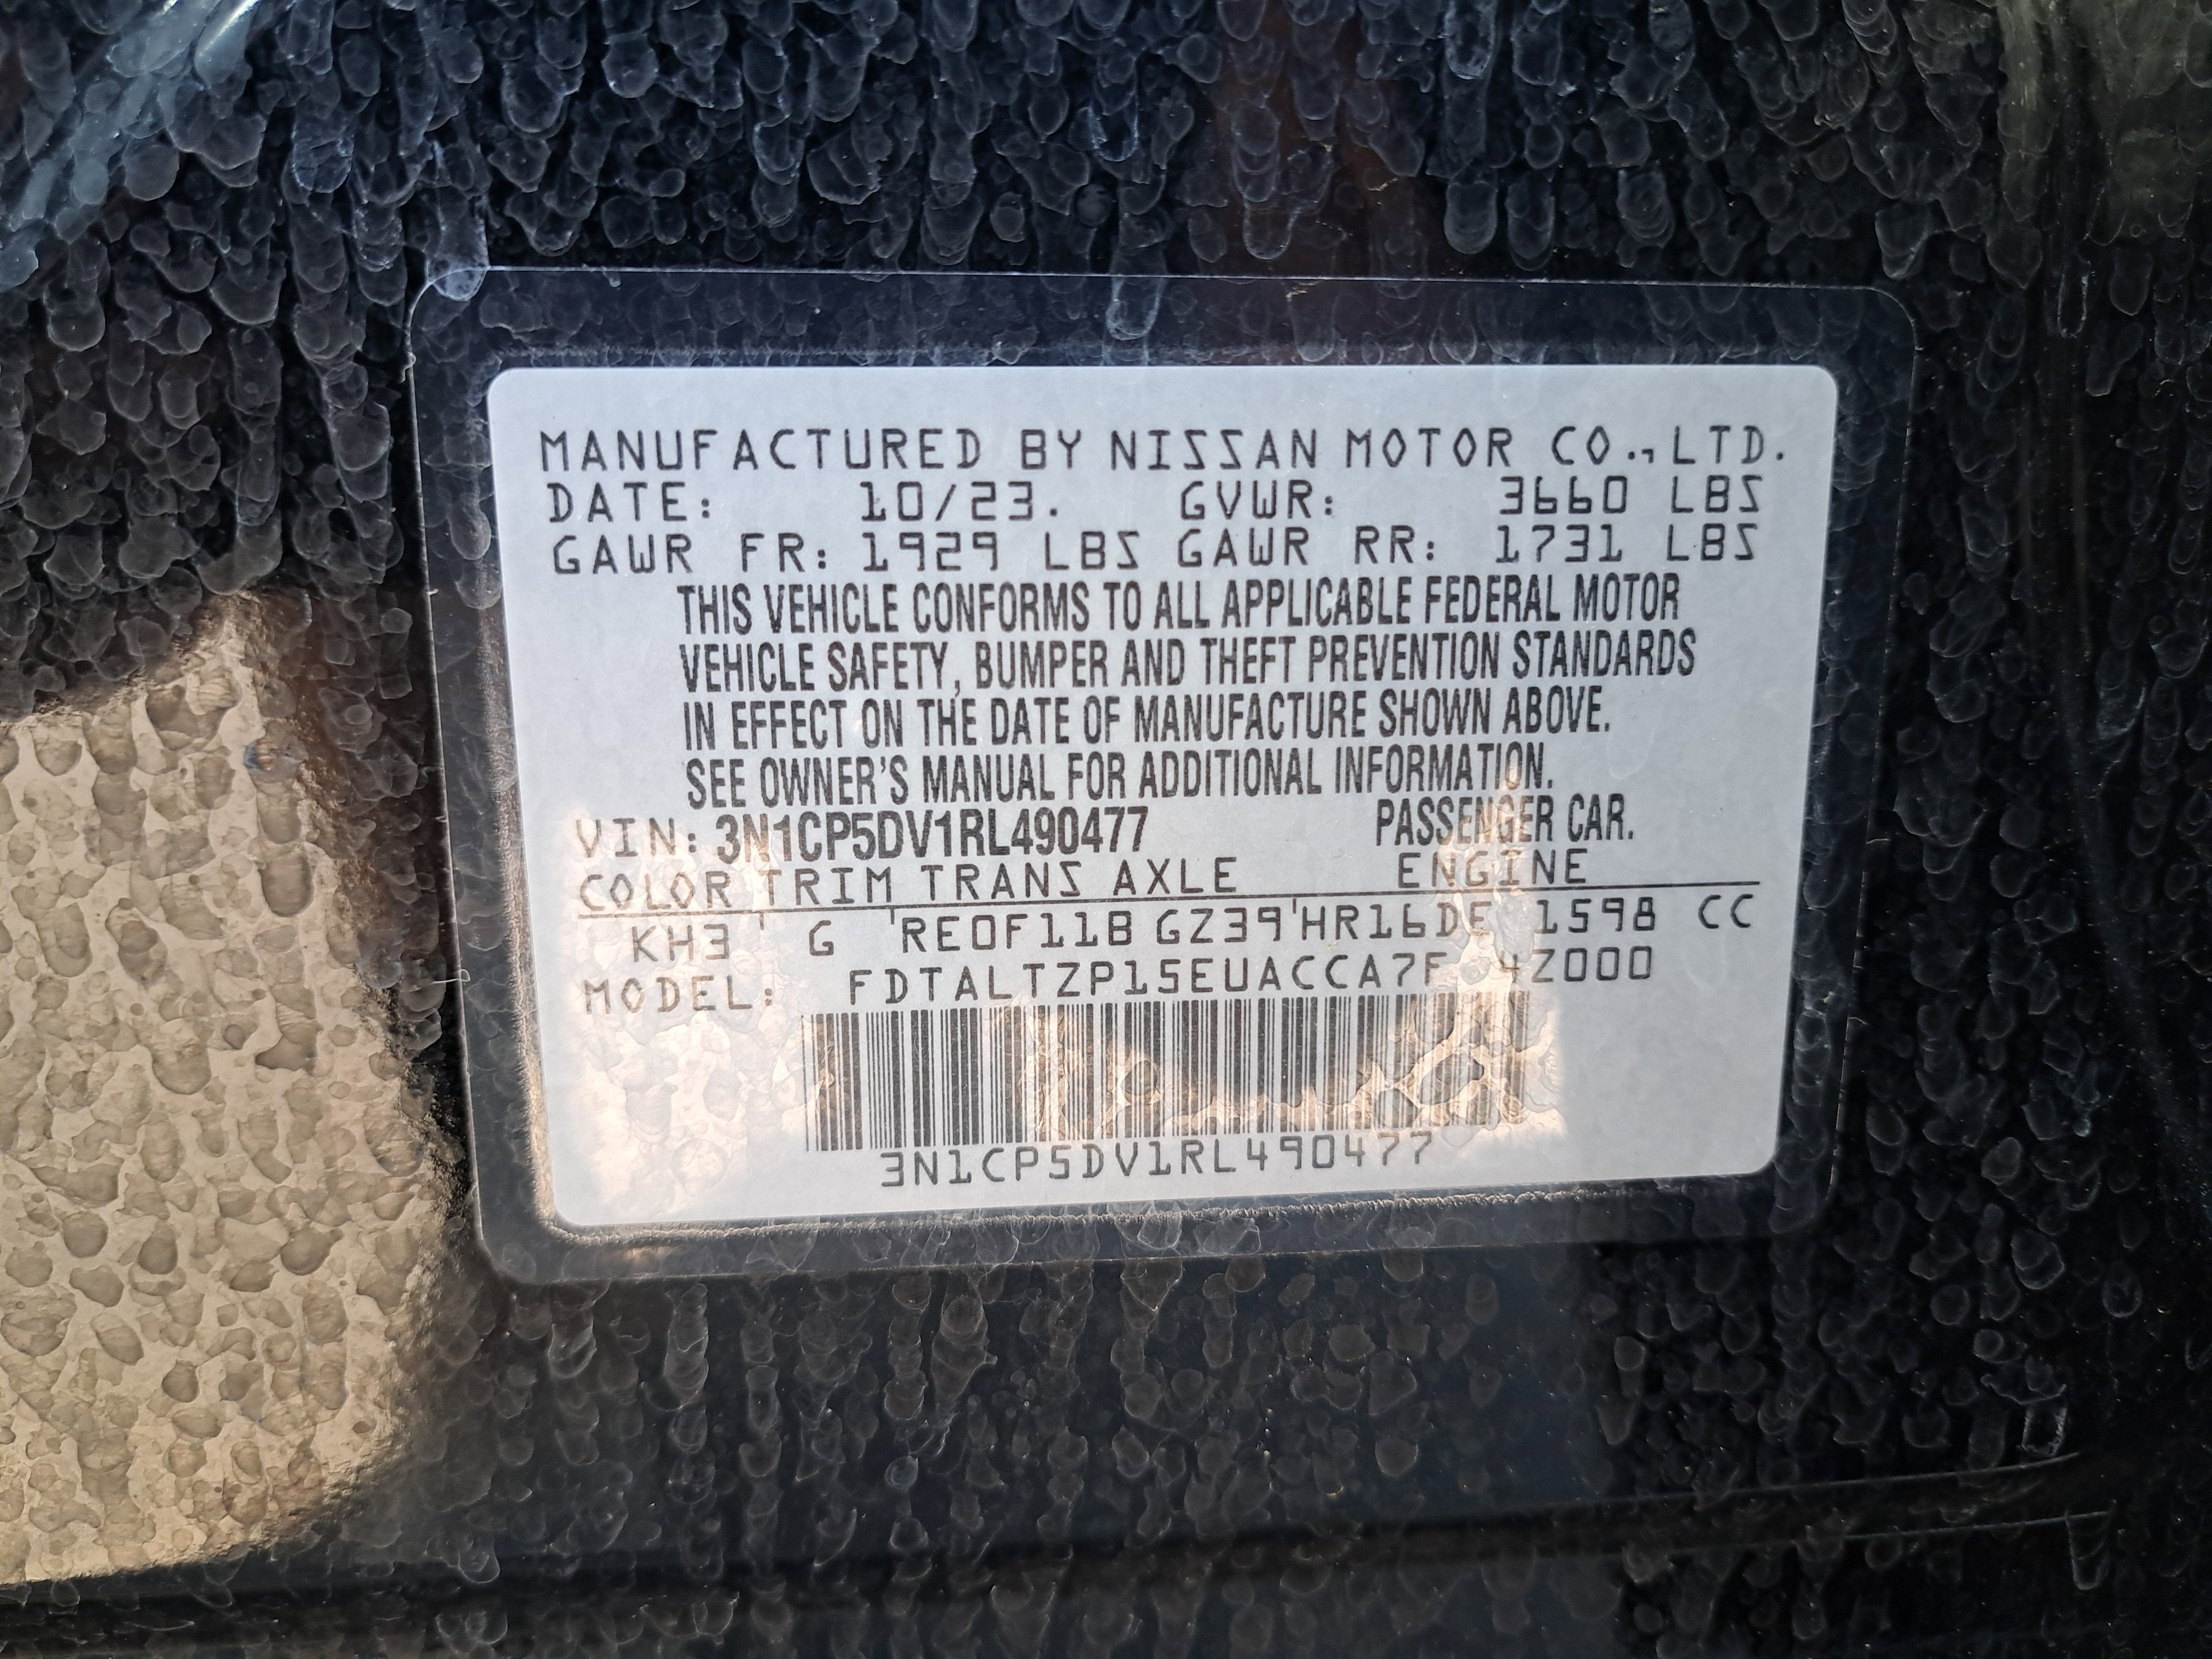 MANUFACTURED BY NISSAN MOTOR CO., LTD.
DATE: 10/23. GVWR: 3660 LBS
GAWR FR: 1929 LBS GAWR RR: 1731 LBS
THIS VEHICLE CONFORMS TO ALL APPLICABLE FEDERAL MOTOR
VEHICLE SAFETY, BUMPER AND THEFT PREVENTION STANDARDS
IN EFFECT ON THE DATE OF MANUFACTURE SHOWN ABOVE.
SEE OWNER'S MANUAL FOR ADDITIONAL INFORMATION.
VIN: 3N1CP5DV1RL490477 PASSENGER CAR.
COLOR TRIM TRANS AXLE ENGINE
KH3 G RE0F11B GZ39 HR16DE 1598 CC
MODEL:
3N1CP5DV1RL490477